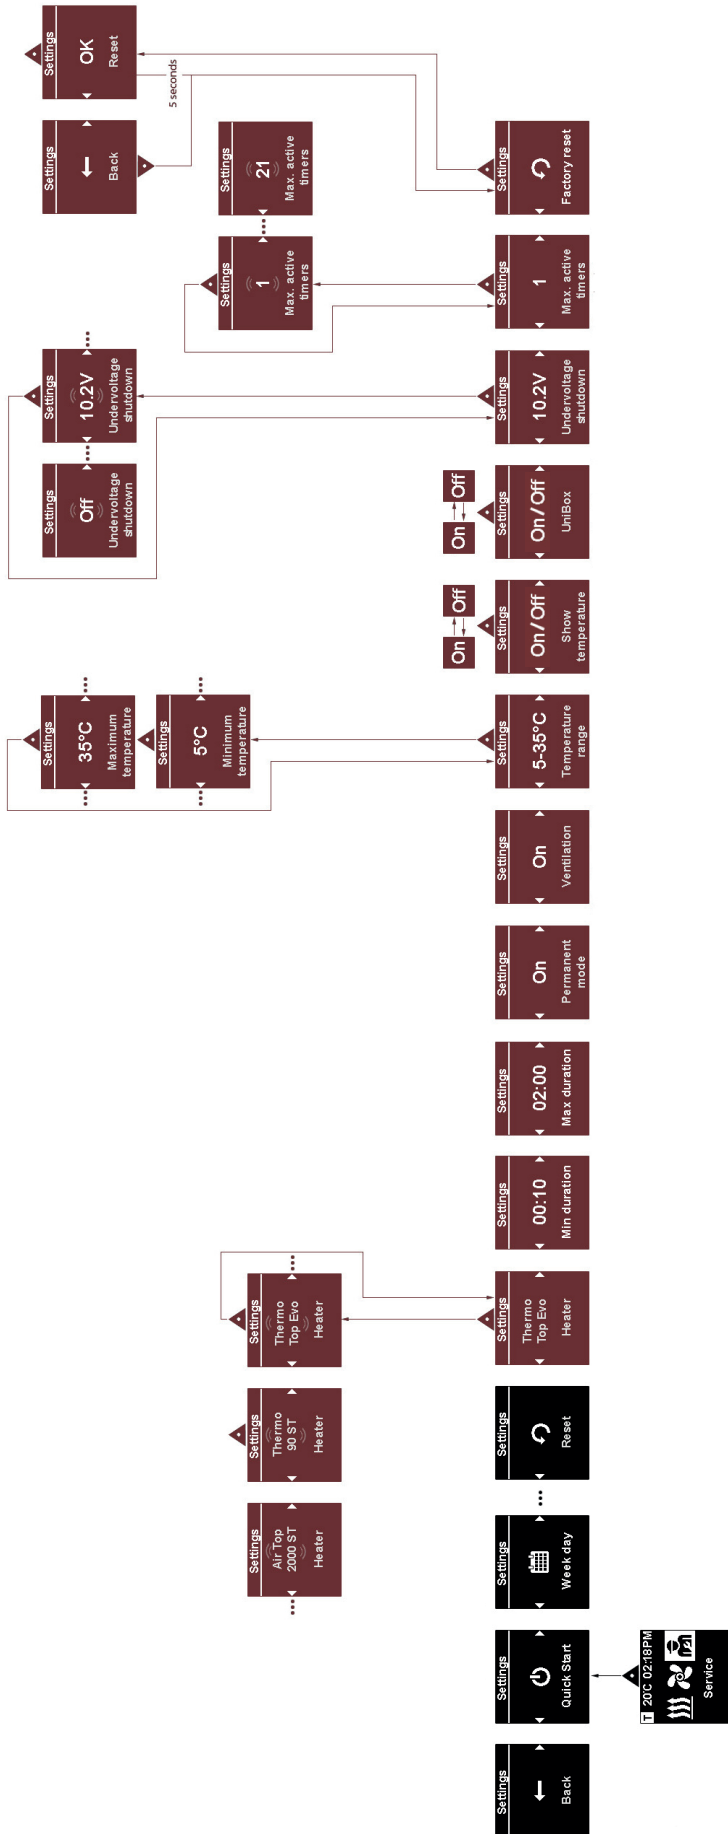 Settings
35°C
Maximum
temperature
Settings
Off
Undervoltage
shutdown
Settings
10.2V
Undervoltage
shutdown
Settings
Back
Settings
OK
Reset
5 seconds
Settings
5°C
Minimum
temperature
Settings
1
Max. active
timers
Settings
21
Max. active
timers
Settings
Air Top
2000 ST
Heater
Settings
Thermo
90 ST
Heater
Settings
Thermo
Top Evo
Heater
On
Off
On
Off
Settings
Back
Settings
Quick Start
Settings
Week day
Settings
Reset
Settings
Thermo
Top Evo
Heater
Settings
00:10
Min duration
Settings
02:00
Max duration
Settings
On
Permanent
mode
Settings
On
Ventilation
Settings
5-35°C
Temperature
range
Settings
On/Off
Show
temperature
Settings
On/Off
UniBox
Settings
10.2V
Undervoltage
shutdown
Settings
1
Max. active
timers
Settings
Factory reset
T 20°C 02:18PM
Service